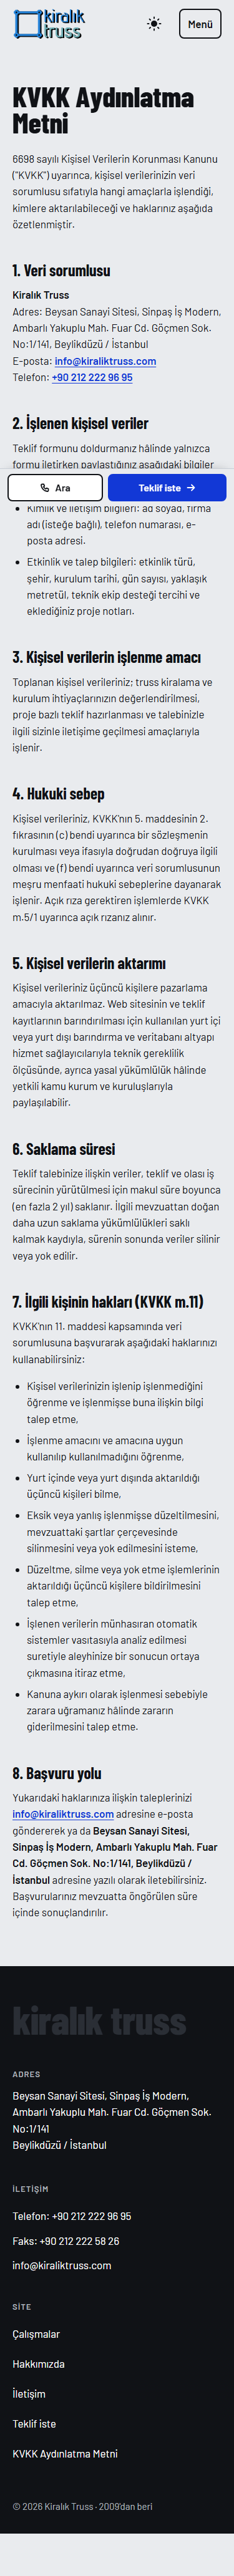 kiralık
truss
Menü
KVKK Aydınlatma
Metni
6698 sayılı Kişisel Verilerin Korunması Kanunu
("KVKK") uyarınca, kişisel verilerinizin veri
sorumlusu sıfatıyla hangi amaçlarla işlendiği,
kimlere aktarılabileceği ve haklarınız aşağıda
özetlenmiştir.
1. Veri sorumlusu
Kiralık Truss
Adres: Beysan Sanayi Sitesi, Sinpaş İş Modern,
Ambarlı Yakuplu Mah. Fuar Cd. Göçmen Sok.
No:1/141, Beylikdüzü / İstanbul
E-posta: info@kiraliktruss.com
Telefon: +90 212 222 96 95
2. İşlenen kişisel veriler
Teklif formunu doldurmanız hâlinde yalnızca
formu iletirken paylaştığınız aşağıdaki bilgiler
Ara
Teklif iste →
Kimlik ve iletişim bilgileri: ad soyad, firma
adı (isteğe bağlı), telefon numarası, e-
posta adresi.
Etkinlik ve talep bilgileri: etkinlik türü,
şehir, kurulum tarihi, gün sayısı, yaklaşık
metretül, teknik ekip desteği tercihi ve
eklediğiniz proje notları.
3. Kişisel verilerin işlenme amacı
Toplanan kişisel verileriniz; truss kiralama ve
kurulum ihtiyaçlarınızın değerlendirilmesi,
proje bazlı teklif hazırlanması ve talebinizle
ilgili sizinle iletişime geçilmesi amaçlarıyla
işlenir.
4. Hukuki sebep
Kişisel verileriniz, KVKK'nın 5. maddesinin 2.
fıkrasının (c) bendi uyarınca bir sözleşmenin
kurulması veya ifasıyla doğrudan doğruya ilgili
olması ve (f) bendi uyarınca veri sorumlusunun
meşru menfaati hukuki sebeplerine dayanarak
işlenir. Açık rıza gerektiren işlemlerde KVKK
m.5/1 uyarınca açık rızanız alınır.
5. Kişisel verilerin aktarımı
Kişisel verileriniz üçüncü kişilere pazarlama
amacıyla aktarılmaz. Web sitesinin ve teklif
kayıtlarının barındırılması için kullanılan yurt içi
veya yurt dışı barındırma ve veritabanı altyapı
hizmet sağlayıcılarıyla teknik gereklilik
ölçüsünde, ayrıca yasal yükümlülük hâlinde
yetkili kamu kurum ve kuruluşlarıyla
paylaşılabilir.
6. Saklama süresi
Teklif talebinize ilişkin veriler, teklif ve olası iş
sürecinin yürütülmesi için makul süre boyunca
(en fazla 2 yıl) saklanır. İlgili mevzuattan doğan
daha uzun saklama yükümlülükleri saklı
kalmak kaydıyla, sürenin sonunda veriler silinir
veya yok edilir.
7. İlgili kişinin hakları (KVKK m.11)
KVKK'nın 11. maddesi kapsamında veri
sorumlusuna başvurarak aşağıdaki haklarınızı
kullanabilirsiniz:
Kişisel verilerinizin işlenip işlenmediğini
öğrenme ve işlenmişse buna ilişkin bilgi
talep etme,
İşlenme amacını ve amacına uygun
kullanılıp kullanılmadığını öğrenme,
Yurt içinde veya yurt dışında aktarıldığı
üçüncü kişileri bilme,
Eksik veya yanlış işlenmişse düzeltilmesini,
mevzuattaki şartlar çerçevesinde
silinmesini veya yok edilmesini isteme,
Düzeltme, silme veya yok etme işlemlerinin
aktarıldığı üçüncü kişilere bildirilmesini
talep etme,
İşlenen verilerin münhasıran otomatik
sistemler vasıtasıyla analiz edilmesi
suretiyle aleyhinize bir sonucun ortaya
çıkmasına itiraz etme,
Kanuna aykırı olarak işlenmesi sebebiyle
zarara uğramanız hâlinde zararın
giderilmesini talep etme.
8. Başvuru yolu
Yukarıdaki haklarınıza ilişkin taleplerinizi
info@kiraliktruss.com adresine e-posta
göndererek ya da Beysan Sanayi Sitesi,
Sinpaş İş Modern, Ambarlı Yakuplu Mah. Fuar
Cd. Göçmen Sok. No:1/141, Beylikdüzü /
İstanbul adresine yazılı olarak iletebilirsiniz.
Başvurularınız mevzuatta öngörülen süre
içinde sonuçlandırılır.
kiralık truss
ADRES
Beysan Sanayi Sitesi, Sinpaş İş Modern,
Ambarlı Yakuplu Mah. Fuar Cd. Göçmen Sok.
No:1/141
Beylikdüzü / İstanbul
İLETİŞİM
Telefon: +90 212 222 96 95
Faks: +90 212 222 58 26
info@kiraliktruss.com
SİTE
Çalışmalar
Hakkımızda
İletişim
Teklif iste
KVKK Aydınlatma Metni
© 2026 Kiralık Truss · 2009'dan beri